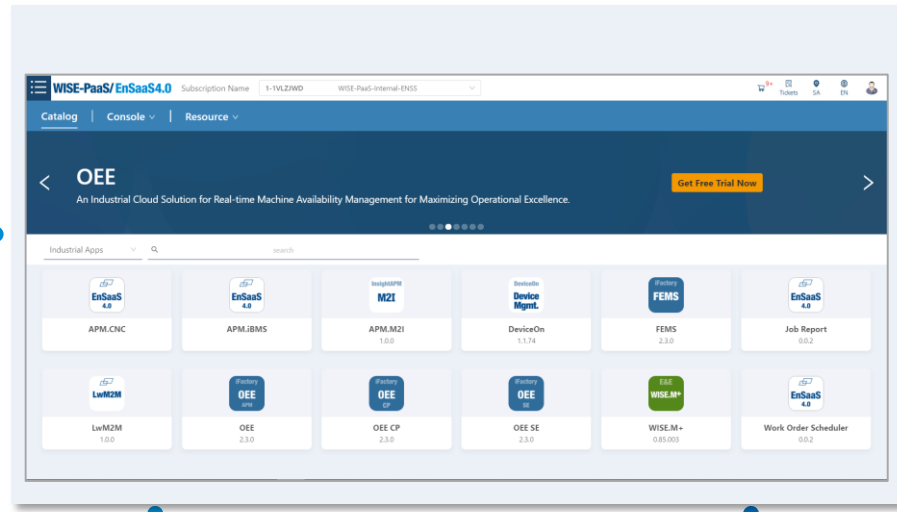 WISE-PaaS/EnSaaS4.0 Subscription Name 1-1VLZJWD WISE-PaaS-Internal-ENSS 9+ Tickets SA EN
Catalog | Console | Resource
OEE
An Industrial Cloud Solution for Real-time Machine Availability Management for Maximizing Operational Excellence.
Get Free Trial Now
Industrial Apps search
EnSaaS
4.0
APM.CNC
EnSaaS
4.0
APM.iBMS
InsightAPM
M2I
APM.M2I
1.0.0
DeviceOn
Device
Mgmt.
DeviceOn
1.1.74
iFactory
FEMS
FEMS
2.3.0
EnSaaS
4.0
Job Report
0.0.2
LwM2M
LwM2M
1.0.0
iFactory
OEE
APM
OEE
2.3.0
iFactory
OEE
CP
OEE CP
2.3.0
iFactory
OEE
SE
OEE SE
2.3.0
E&E
WISE.M+
WISE.M+
0.85.003
EnSaaS
4.0
Work Order Scheduler
0.0.2